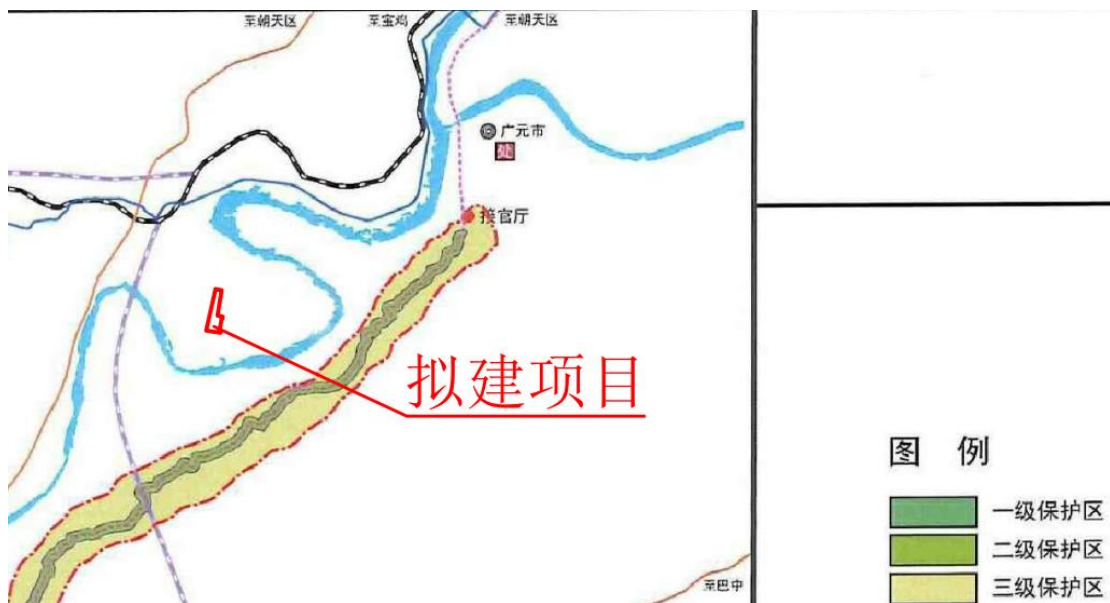 至朝天区
至宝鸡
至朝天区
广元市
处
接官厅
拟建项目
图 例
一级保护区
二级保护区
三级保护区
至巴中